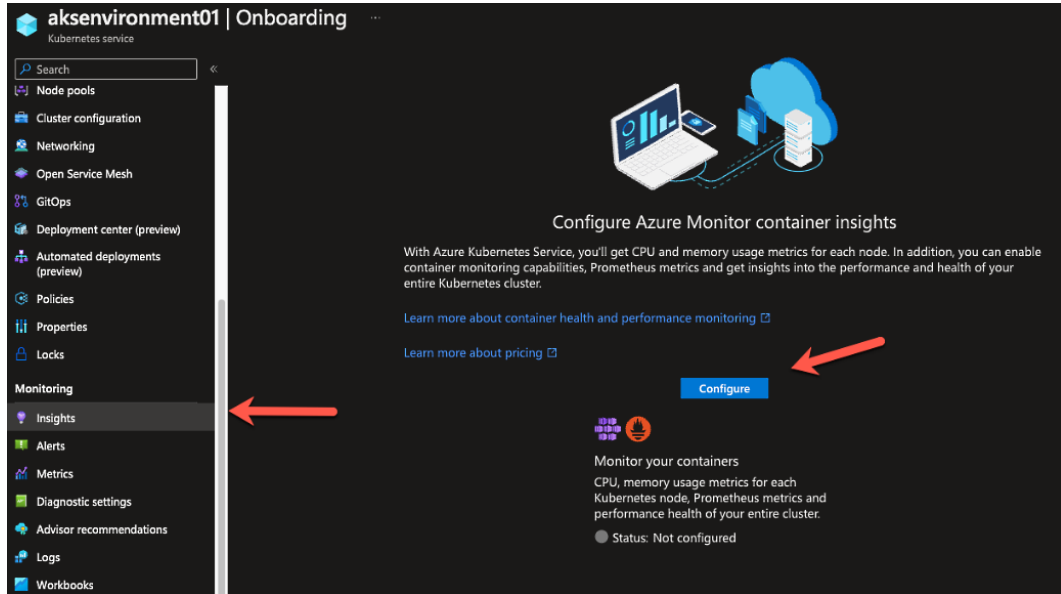 aksenvironment01 | Onboarding ...
Kubernetes service
Search «
Node pools
Cluster configuration
Networking
Open Service Mesh
GitOps
Deployment center (preview)
Automated deployments
(preview)
Policies
Properties
Locks
Monitoring
Insights
Alerts
Metrics
Diagnostic settings
Advisor recommendations
Logs
Workbooks
Configure Azure Monitor container insights
With Azure Kubernetes Service, you'll get CPU and memory usage metrics for each node. In addition, you can enable
container monitoring capabilities, Prometheus metrics and get insights into the performance and health of your
entire Kubernetes cluster.
Learn more about container health and performance monitoring
Learn more about pricing
Configure
Monitor your containers
CPU, memory usage metrics for each
Kubernetes node, Prometheus metrics and
performance health of your entire cluster.
Status: Not configured